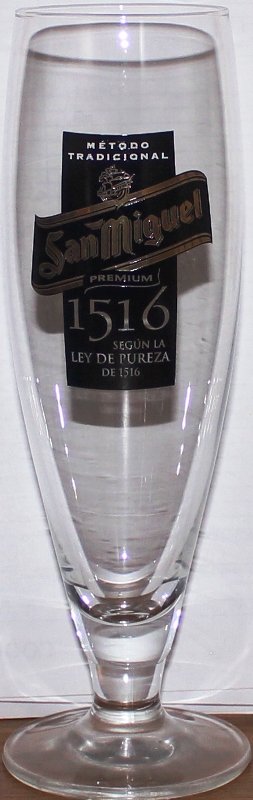 MÉTODO
TRADICIONAL
San Miguel
PREMIUM
1516
SEGÚN LA
LEY DE PUREZA
DE 1516